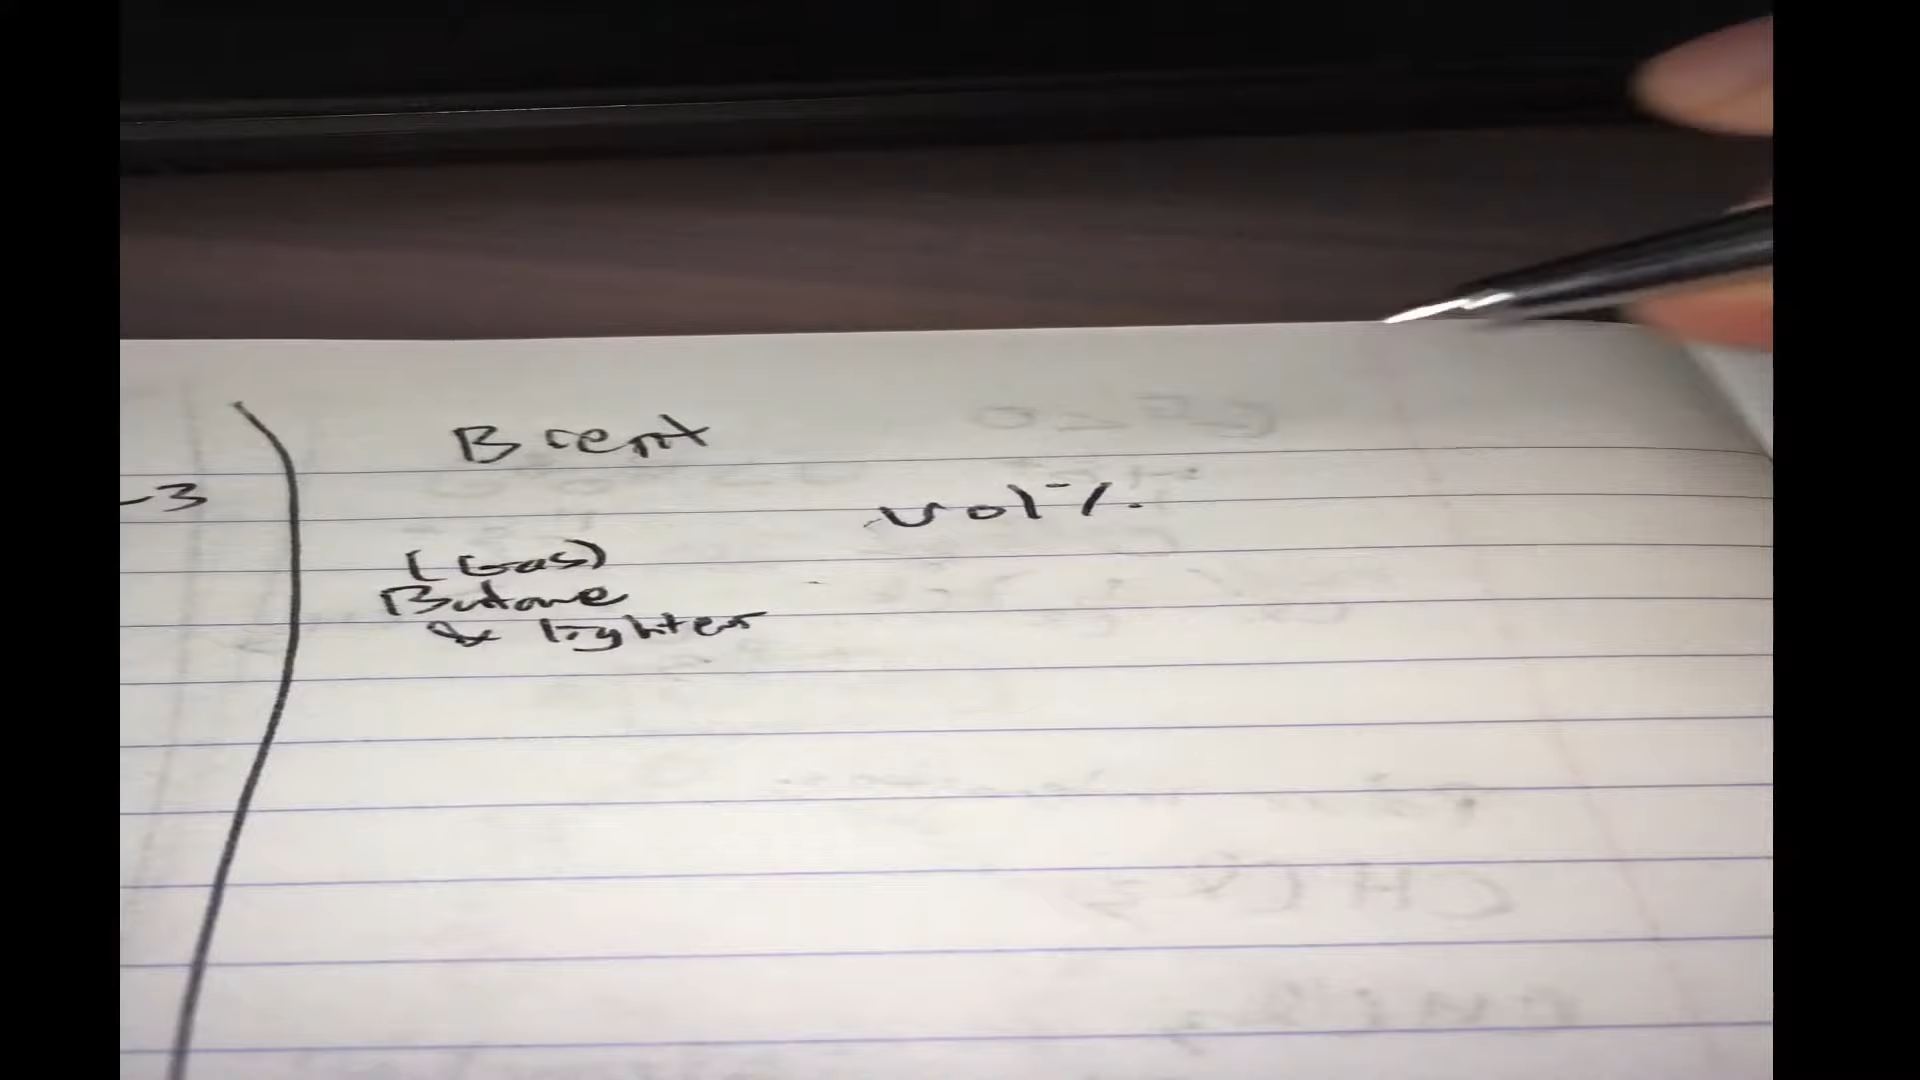 Brent
-3
vol%.
(Gas)
Butane
& lighter